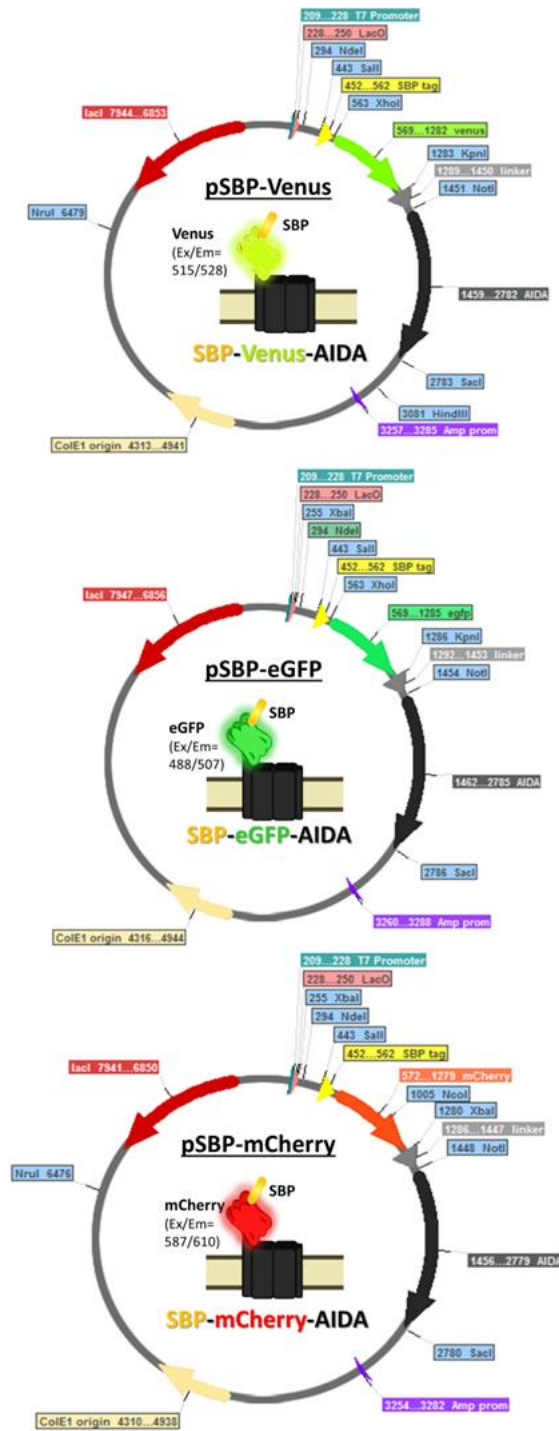 209...228 T7 Promoter
228...250 LacO
294 NdeI
443 SalI
452...562 SBP tag
563 XhoI
lacI 7944...6853
569...1282 venus
1283 KpnI
1289...1450 linker
1451 NotI
pSBP-Venus
NruI 6479
Venus
SBP
(Ex/Em=
515/528)
1459...2782 AIDA
SBP-Venus-AIDA
2783 SacI
3081 HindIII
3257...3285 Amp prom
ColE1 origin 4313...4941
209...228 T7 Promoter
228...250 LacO
255 XbaI
294 NdeI
443 SalI
452...562 SBP tag
563 XhoI
lacI 7947...6856
569...1285 egfp
1286 KpnI
1292...1453 linker
1454 NotI
pSBP-eGFP
SBP
eGFP
(Ex/Em=
488/507)
1462...2785 AIDA
SBP-eGFP-AIDA
2786 SacI
3260...3288 Amp prom
ColE1 origin 4316...4944
209...228 T7 Promoter
228...250 LacO
255 XbaI
294 NdeI
443 SalI
452...562 SBP tag
lacI 7941...6850
572...1279 mCherry
1005 NcoI
1280 XbaI
1286...1447 linker
1448 NotI
pSBP-mCherry
NruI 6476
SBP
mCherry
(Ex/Em=
587/610)
1456...2779 AIDA
SBP-mCherry-AIDA
2780 SacI
3254...3282 Amp prom
ColE1 origin 4310...4938